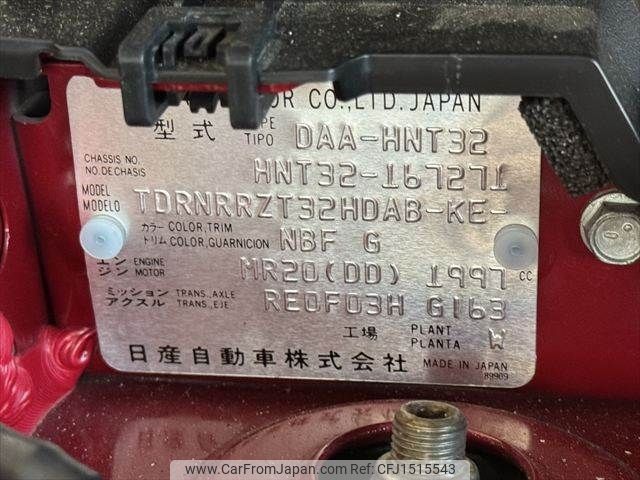 OR CO.,LTD. JAPAN
型式 TYPE TIPO DAA-HNT32
CHASSIS NO. NO.DE CHASIS HNT32-167271
MODEL MODELO TDRNRRZT32HDAB-KE-
カラー COLOR,TRIM トリム COLOR,GUARNICION NBF G
エンジン ENGINE MOTOR MR20(DD) 1997 CC
ミッション TRANS.,AXLE アクスル TRANS.,EJE RE0F03H G163
工場 PLANT PLANTA W
日産自動車株式会社 MADE IN JAPAN
89909
www.CarFromJapan.com | Stock ID: CFJ1515543